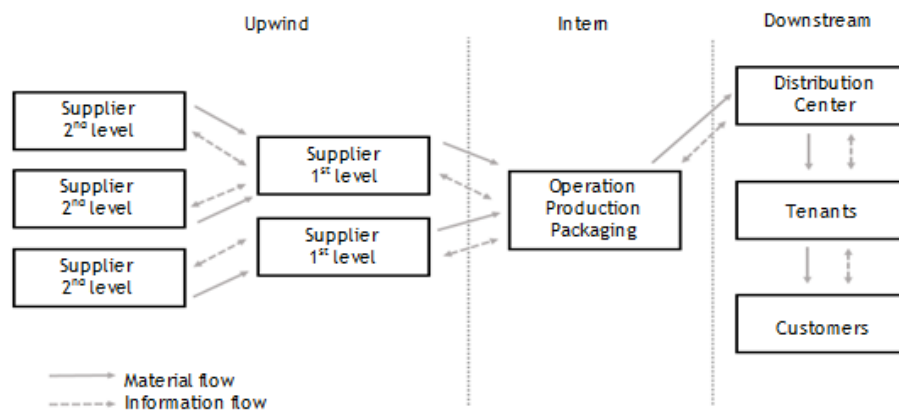 Upwind
Intern
Downstream
Supplier
2nd level
Supplier
2nd level
Supplier
2nd level
Supplier
1st level
Supplier
1st level
Operation
Production
Packaging
Distribution
Center
Tenants
Customers
Material flow
Information flow